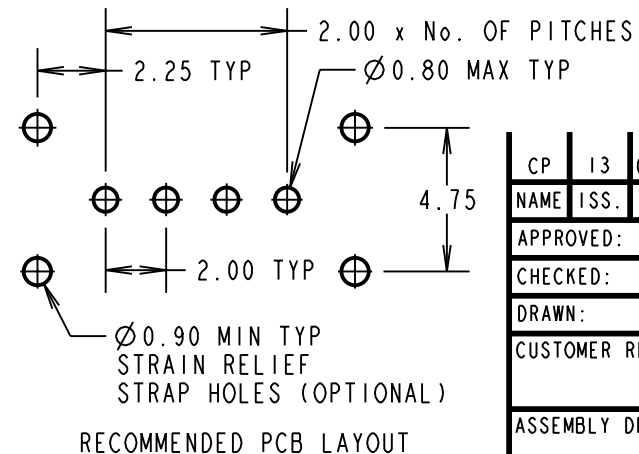 2.00 x No. OF PITCHES
2.25 TYP
Ø0.80 MAX TYP
4.75
2.00 TYP
Ø0.90 MIN TYP
STRAIN RELIEF
STRAP HOLES (OPTIONAL)
RECOMMENDED PCB LAYOUT
CP 13
NAME ISS.
APPROVED:
CHECKED:
DRAWN:
CUSTOMER
ASSEMBLY